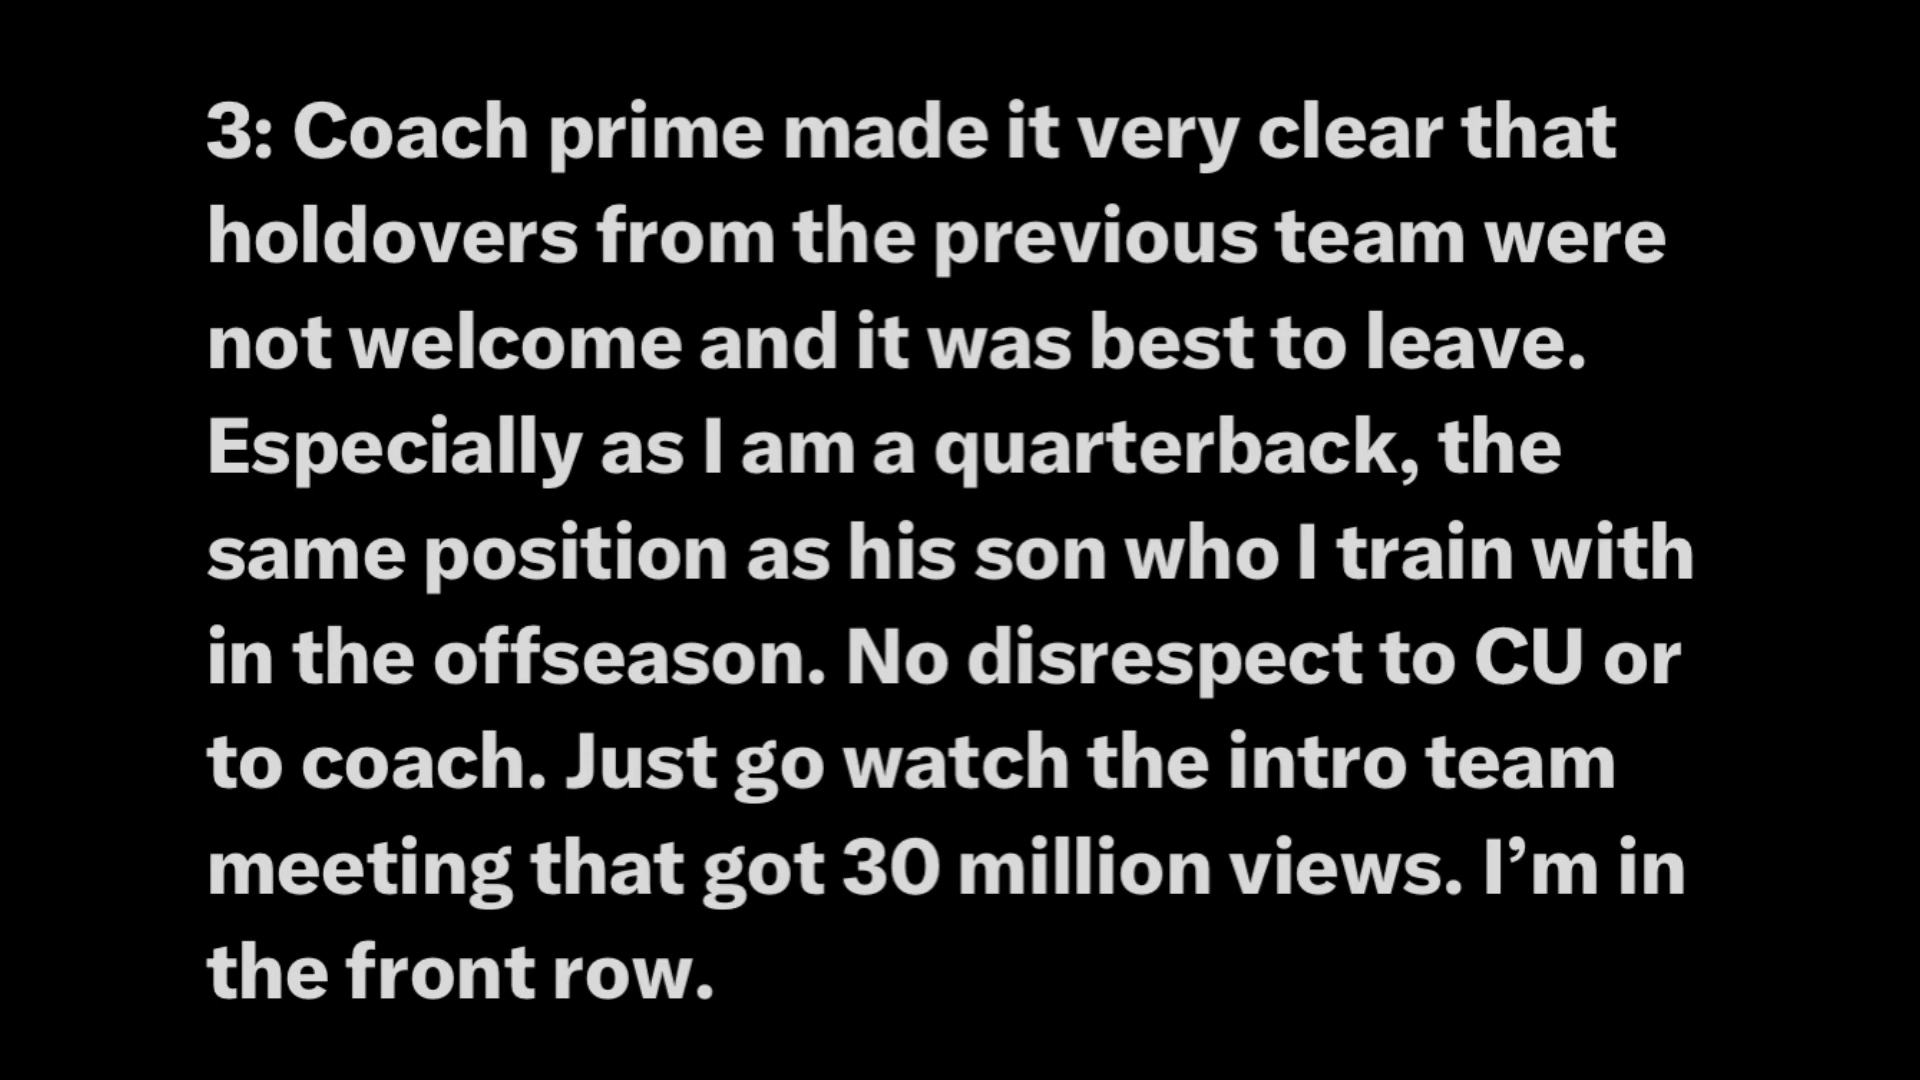 3: Coach prime made it very clear that
holdovers from the previous team were
not welcome and it was best to leave.
Especially as I am a quarterback, the
same position as his son who I train with
in the offseason. No disrespect to CU or
to coach. Just go watch the intro team
meeting that got 30 million views. I’m in
the front row.